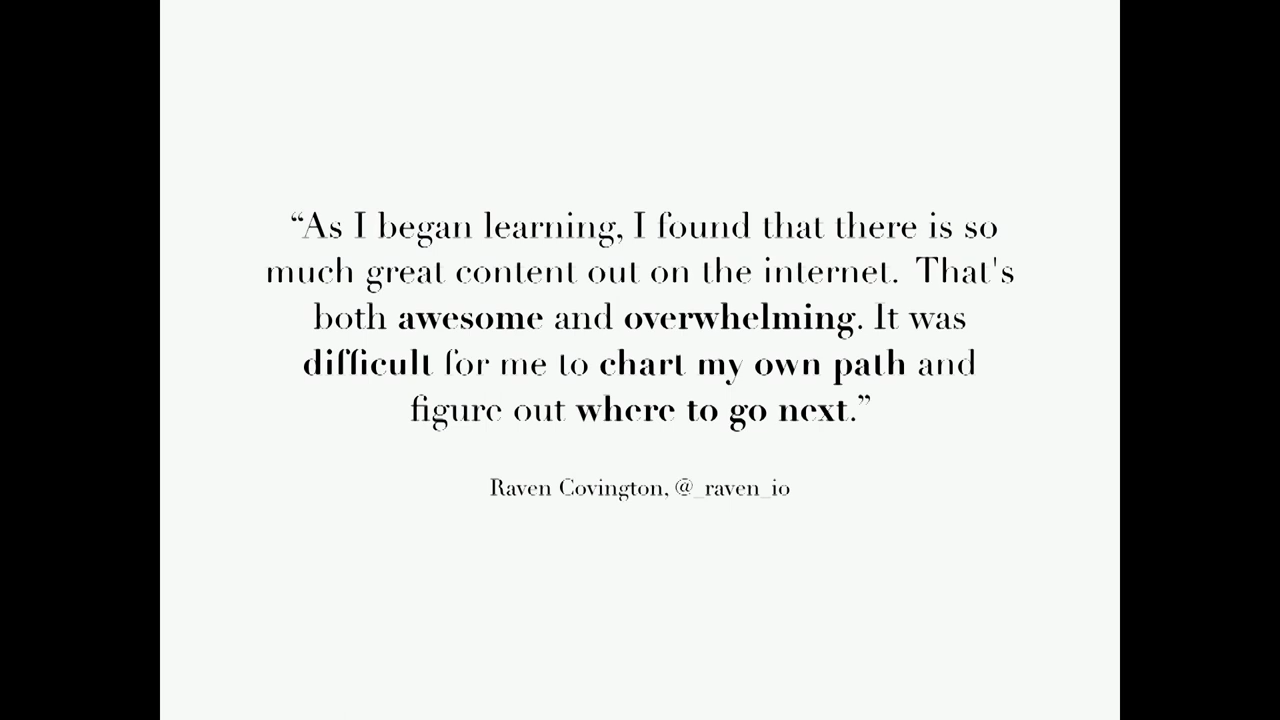 “As I began learning, I found that there is so
much great content out on the internet.  That's
both awesome and overwhelming. It was
difficult for me to chart my own path and
figure out where to go next.”
Raven Covington, @_raven_io